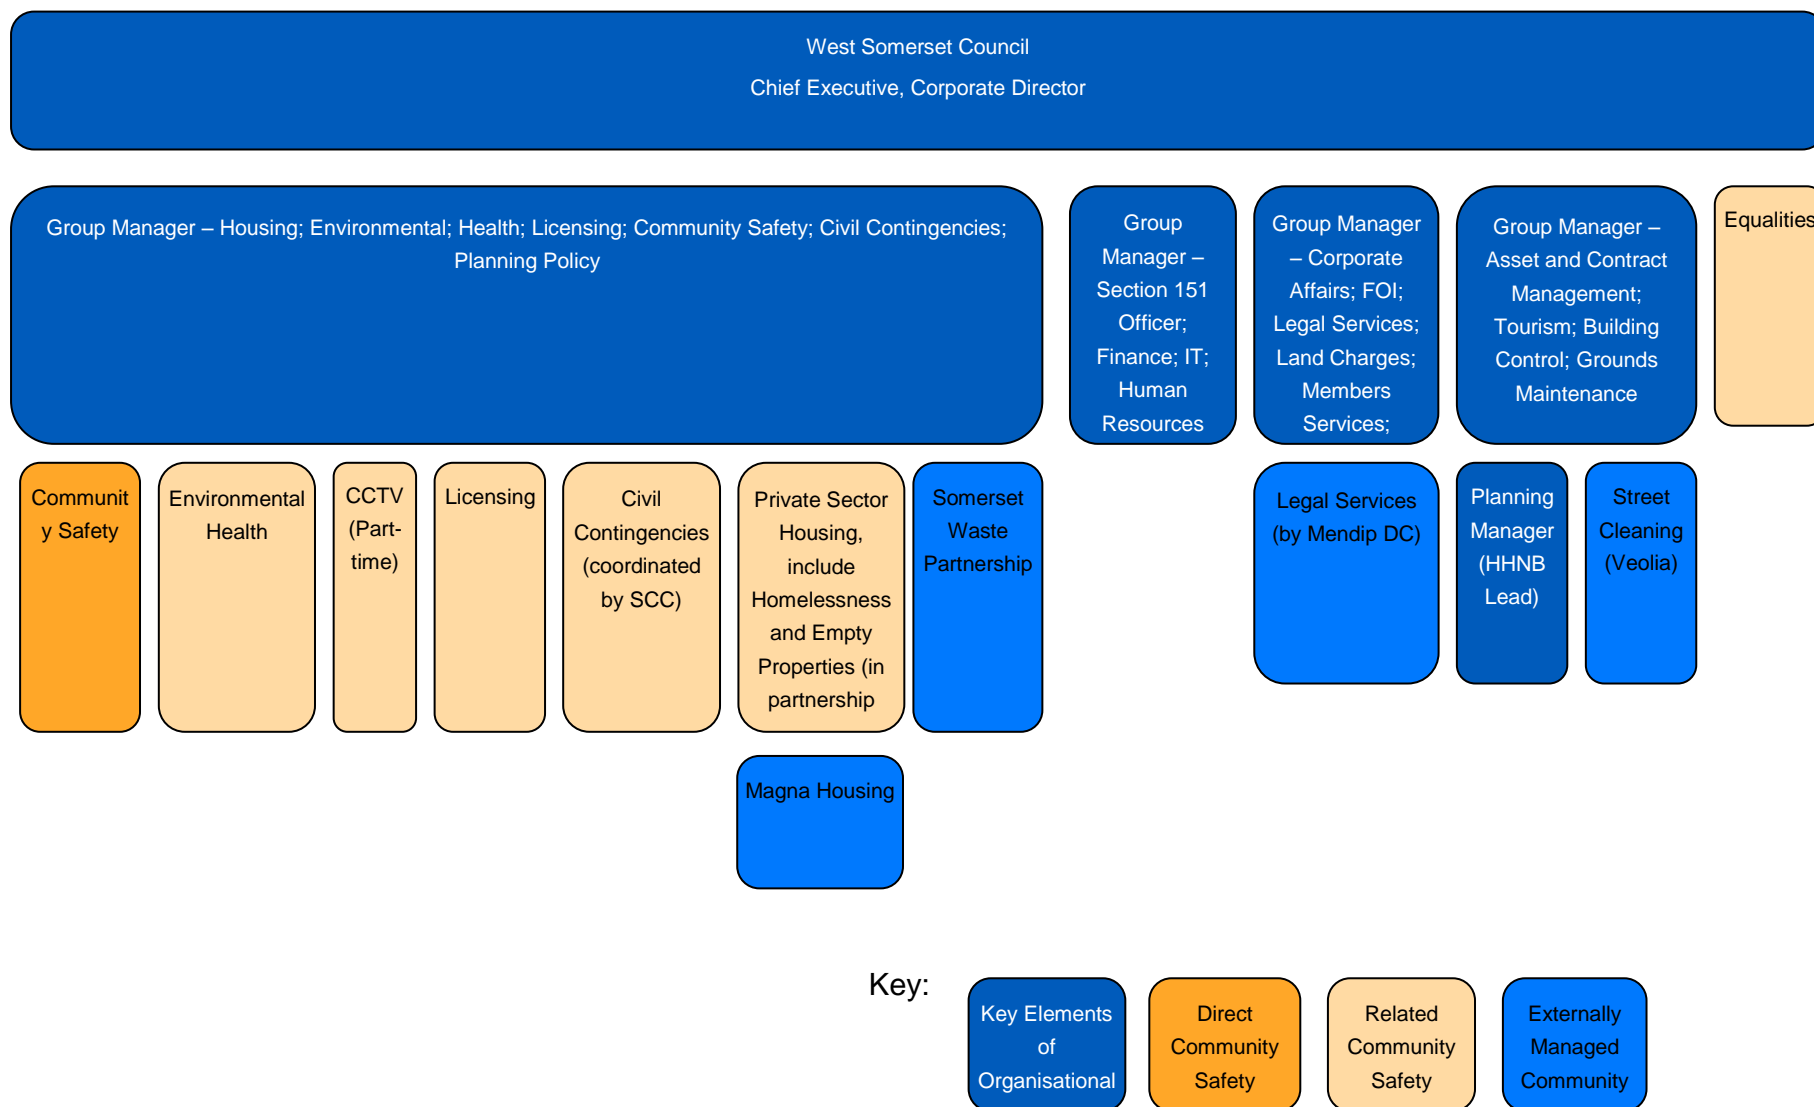 West Somerset Council
Chief Executive, Corporate Director
Group Manager – Housing; Environmental; Health; Licensing; Community Safety; Civil Contingencies;
Planning Policy
Group
Manager –
Section 151
Officer;
Finance; IT;
Human
Resources
Group Manager
– Corporate
Affairs; FOI;
Legal Services;
Land Charges;
Members
Services;
Group Manager –
Asset and Contract
Management;
Tourism; Building
Control; Grounds
Maintenance
Equalities
Communit
y Safety
Environmental
Health
CCTV
(Part-
time)
Licensing
Civil
Contingencies
(coordinated
by SCC)
Private Sector
Housing,
include
Homelessness
and Empty
Properties (in
partnership
Somerset
Waste
Partnership
Legal Services
(by Mendip DC)
Planning
Manager
(HHNB
Lead)
Street
Cleaning
(Veolia)
Magna Housing
Key:
Key Elements
of
Organisational
Direct
Community
Safety
Related
Community
Safety
Externally
Managed
Community